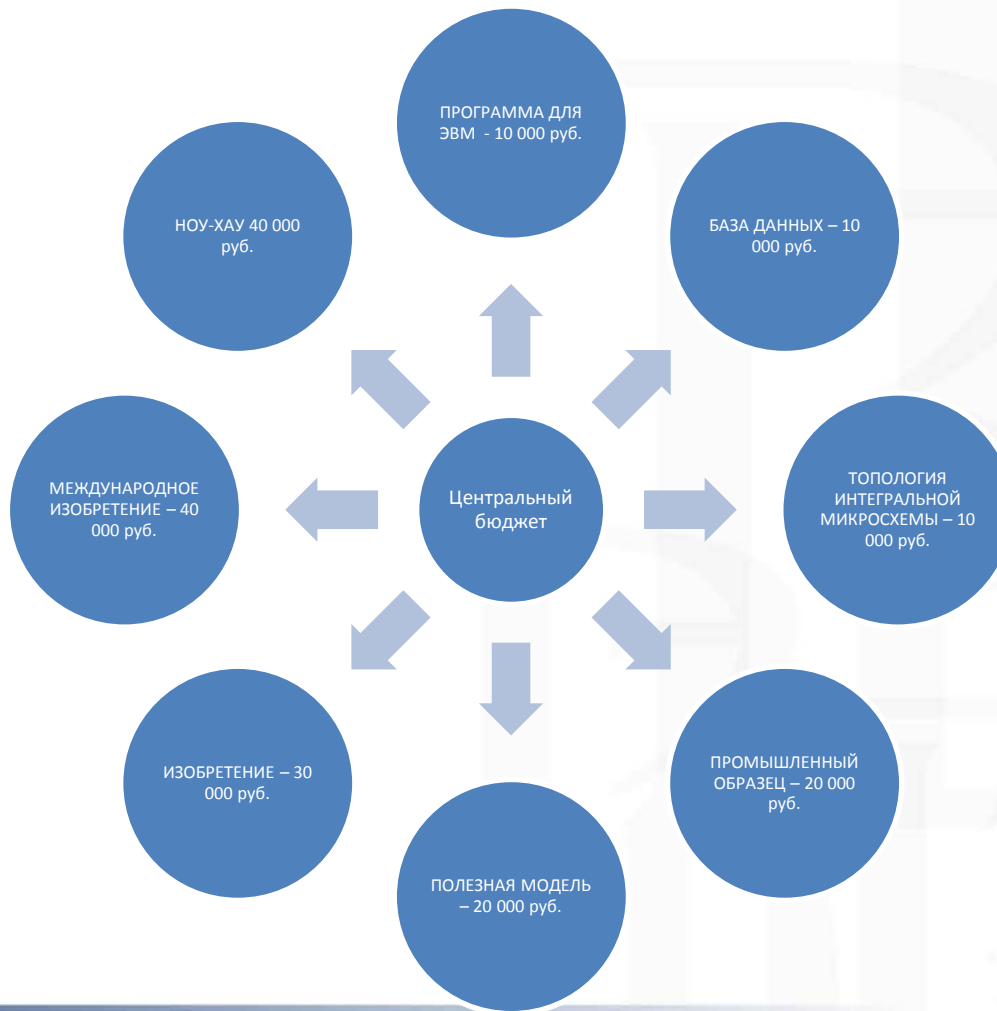 ПРОГРАММА ДЛЯ
ЭВМ - 10 000 руб.
БАЗА ДАННЫХ – 10
000 руб.
ТОПОЛОГИЯ
ИНТЕГРАЛЬНОЙ
МИКРОСХЕМЫ – 10
000 руб.
ПРОМЫШЛЕННЫЙ
ОБРАЗЕЦ – 20 000
руб.
ПОЛЕЗНАЯ МОДЕЛЬ
– 20 000 руб.
ИЗОБРЕТЕНИЕ – 30
000 руб.
МЕЖДУНАРОДНОЕ
ИЗОБРЕТЕНИЕ – 40
000 руб.
НОУ-ХАУ 40 000
руб.
Центральный
бюджет